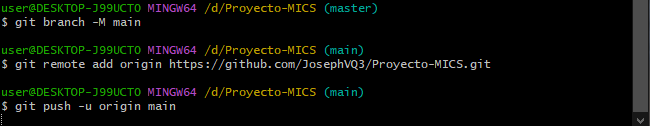 user@DESKTOP-J99UCTO MINGW64 /d/Proyecto-MICS (master)
$ git branch -M main
user@DESKTOP-J99UCTO MINGW64 /d/Proyecto-MICS (main)
$ git remote add origin https://github.com/JosephVQ3/Proyecto-MICS.git
user@DESKTOP-J99UCTO MINGW64 /d/Proyecto-MICS (main)
$ git push -u origin main